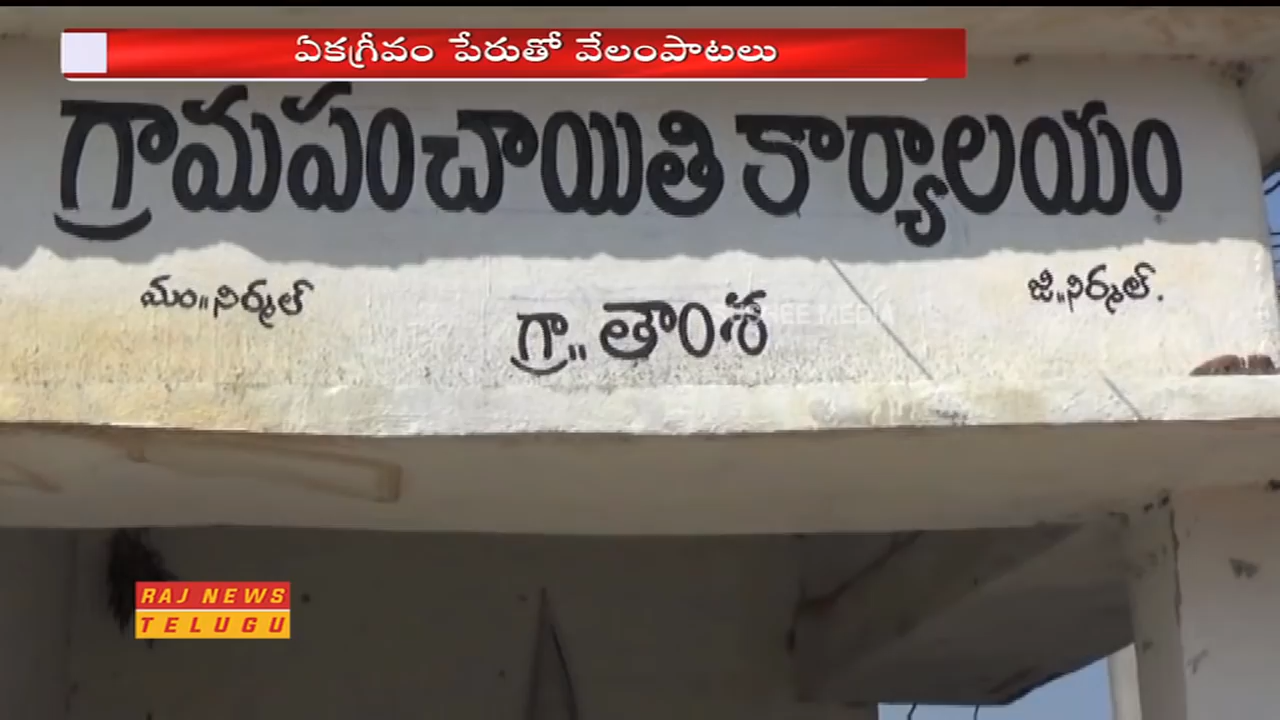 ఏకగ్రీవం పేరుతో వేలంపాటలు
గ్రామపంచాయితి కార్యాలయం
మం॥నిర్మల్ జి॥నిర్మల్.
గ్రా॥ తాంశ
RAJ NEWS
TELUGU